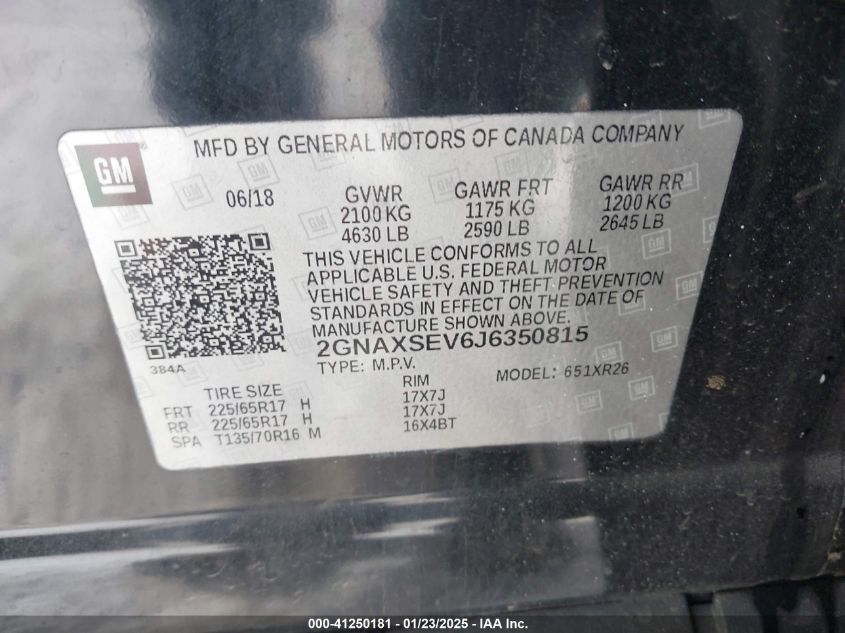 MFD BY GENERAL MOTORS OF CANADA COMPANY
GM
06/18
GVWR
2100 KG
4630 LB
GAWR FRT
1175 KG
2590 LB
GAWR RR
1200 KG
2645 LB
THIS VEHICLE CONFORMS TO ALL
APPLICABLE U.S. FEDERAL MOTOR
VEHICLE SAFETY AND THEFT PREVENTION
STANDARDS IN EFFECT ON THE DATE OF
MANUFACTURE SHOWN ABOVE.
2GNAXSEV6J6350815
384A
TYPE: M.P.V.
MODEL: 651XR26
TIRE SIZE RIM
FRT 225/65R17 H 17X7J
RR 225/65R17 H 17X7J
SPA T135/70R16 M 16X4BT
000-41250181 - 01/23/2025 - IAA Inc.